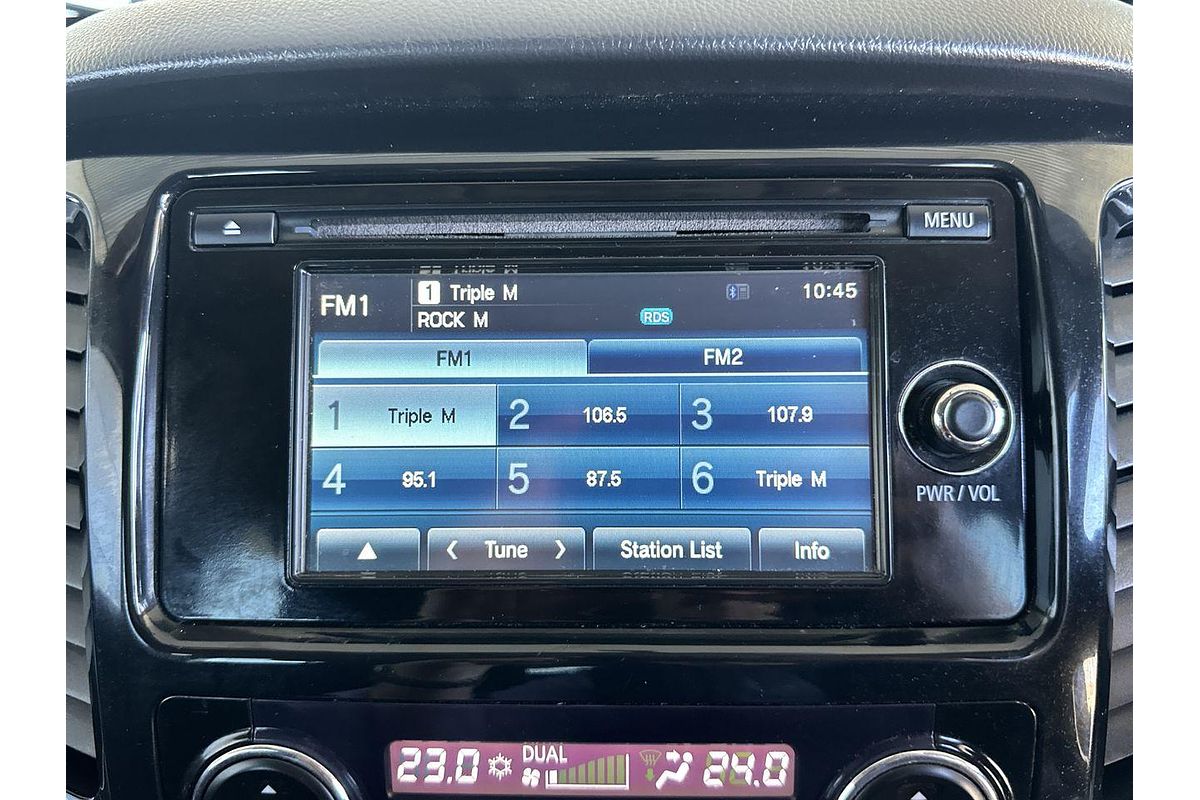 MENU
FM1 1 Triple M 10:45
ROCK M RDS
FM1 FM2
1 Triple M 2 106.5 3 107.9
4 95.1 5 87.5 6 Triple M
Tune Station List Info
PWR / VOL
23.0 DUAL 24.0